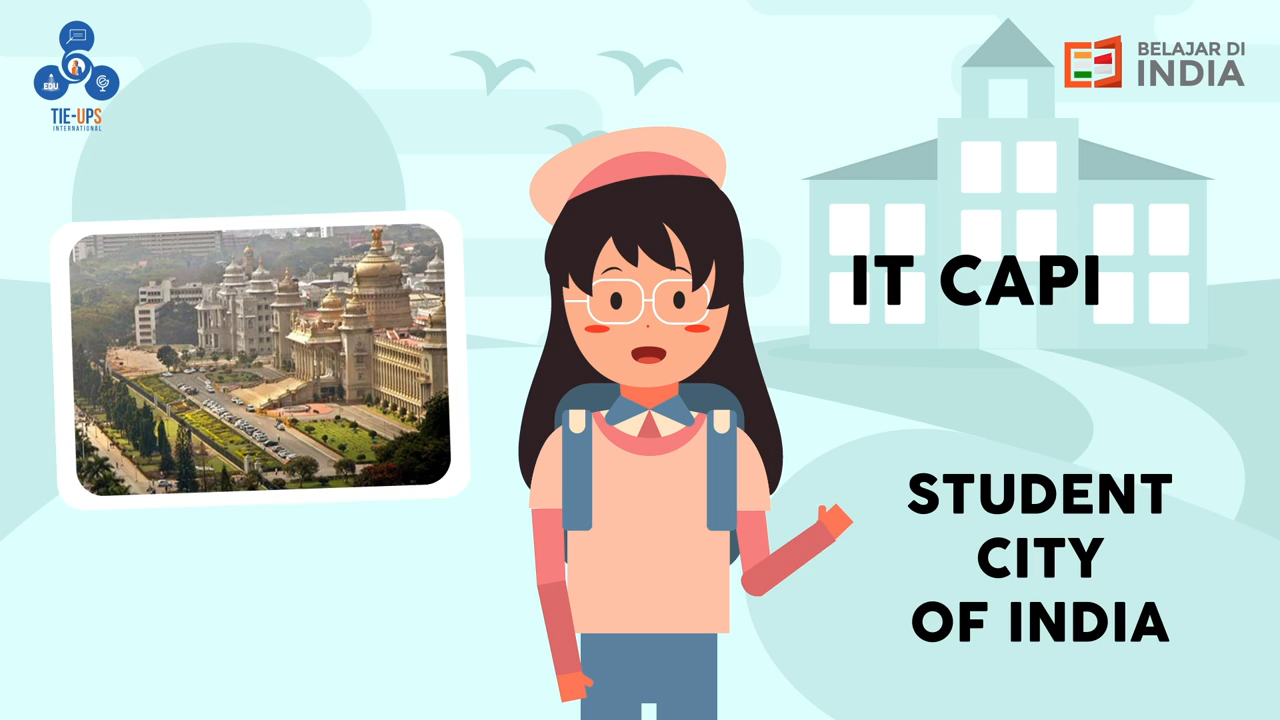 EDU
TIE-UPS
INTERNATIONAL
BELAJAR DI
INDIA
IT CAPI
STUDENT
CITY
OF INDIA